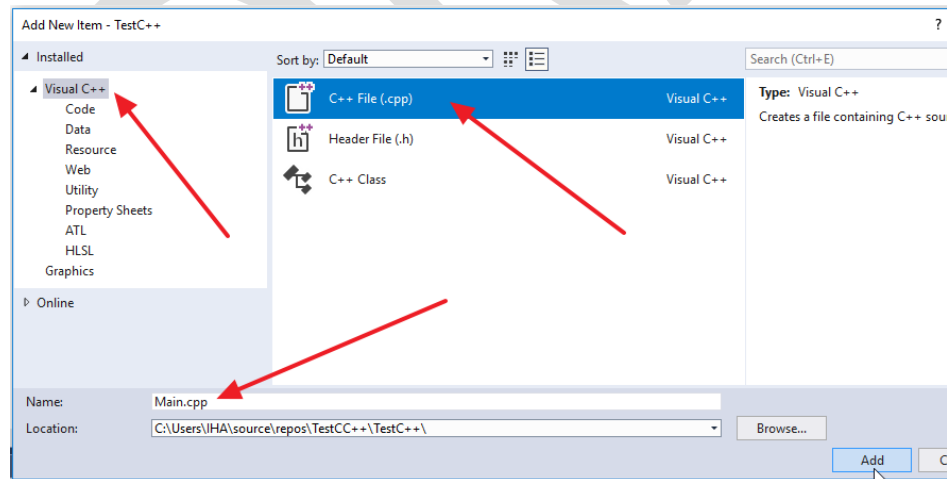 Add New Item - TestC++ ?
Installed
Sort by: Default
Search (Ctrl+E)
Visual C++
Code
Data
Resource
Web
Utility
Property Sheets
ATL
HLSL
Graphics
Online
C++ File (.cpp) Visual C++
Header File (.h) Visual C++
C++ Class Visual C++
Type: Visual C++
Creates a file containing C++ sou
Name: Main.cpp
Location: C:\Users\IHA\source\repos\TestCC++\TestC++\
Browse...
Add
C